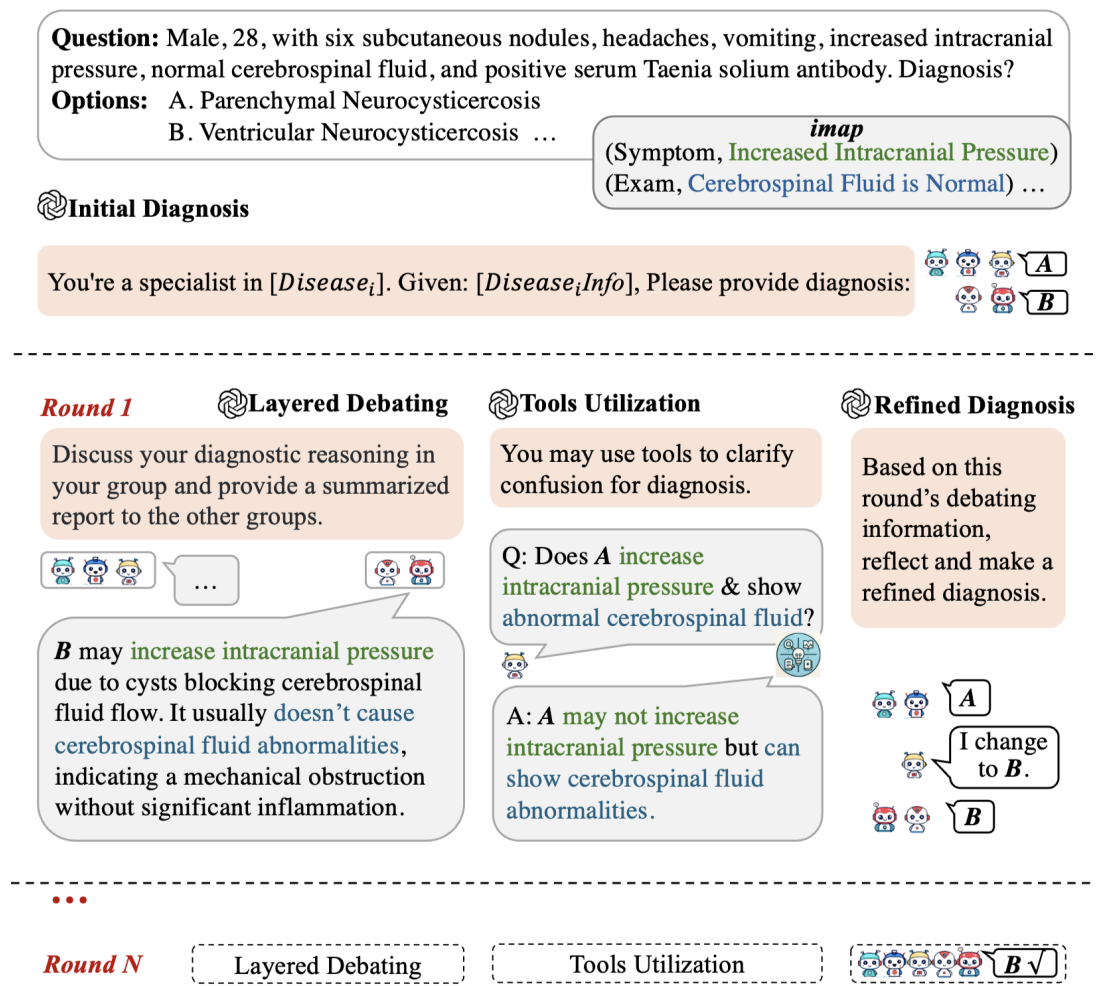 Question: Male, 28, with six subcutaneous nodules, headaches, vomiting, increased intracranial
pressure, normal cerebrospinal fluid, and positive serum Taenia solium antibody. Diagnosis?
Options: A. Parenchymal Neurocysticercosis
B. Ventricular Neurocysticercosis ...
imap
(Symptom, Increased Intracranial Pressure)
(Exam, Cerebrospinal Fluid is Normal) ...
Initial Diagnosis
You're a specialist in [Disease_i]. Given: [Disease_iInfo], Please provide diagnosis:
A
B
Round 1
Layered Debating
Discuss your diagnostic reasoning in
your group and provide a summarized
report to the other groups.
...
B may increase intracranial pressure
due to cysts blocking cerebrospinal
fluid flow. It usually doesn't cause
cerebrospinal fluid abnormalities,
indicating a mechanical obstruction
without significant inflammation.
Tools Utilization
You may use tools to clarify
confusion for diagnosis.
Q: Does A increase
intracranial pressure & show
abnormal cerebrospinal fluid?
A: A may not increase
intracranial pressure but can
show cerebrospinal fluid
abnormalities.
Refined Diagnosis
Based on this
round's debating
information,
reflect and make a
refined diagnosis.
A
I change
to B.
B
...
Round N
Layered Debating
Tools Utilization
B √